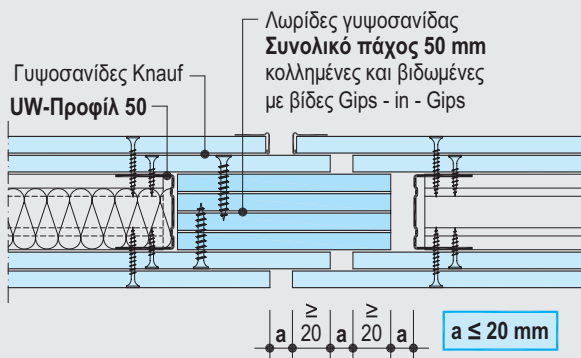 Λωρίδες γυψοσανίδας
Συνολικό πάχος 50 mm
κολλημένες και βιδωμένες
με βίδες Gips - in - Gips
Γυψοσανίδες Knauf
UW-Προφίλ 50
a ≥ 20 a ≥ 20 a
a ≤ 20 mm